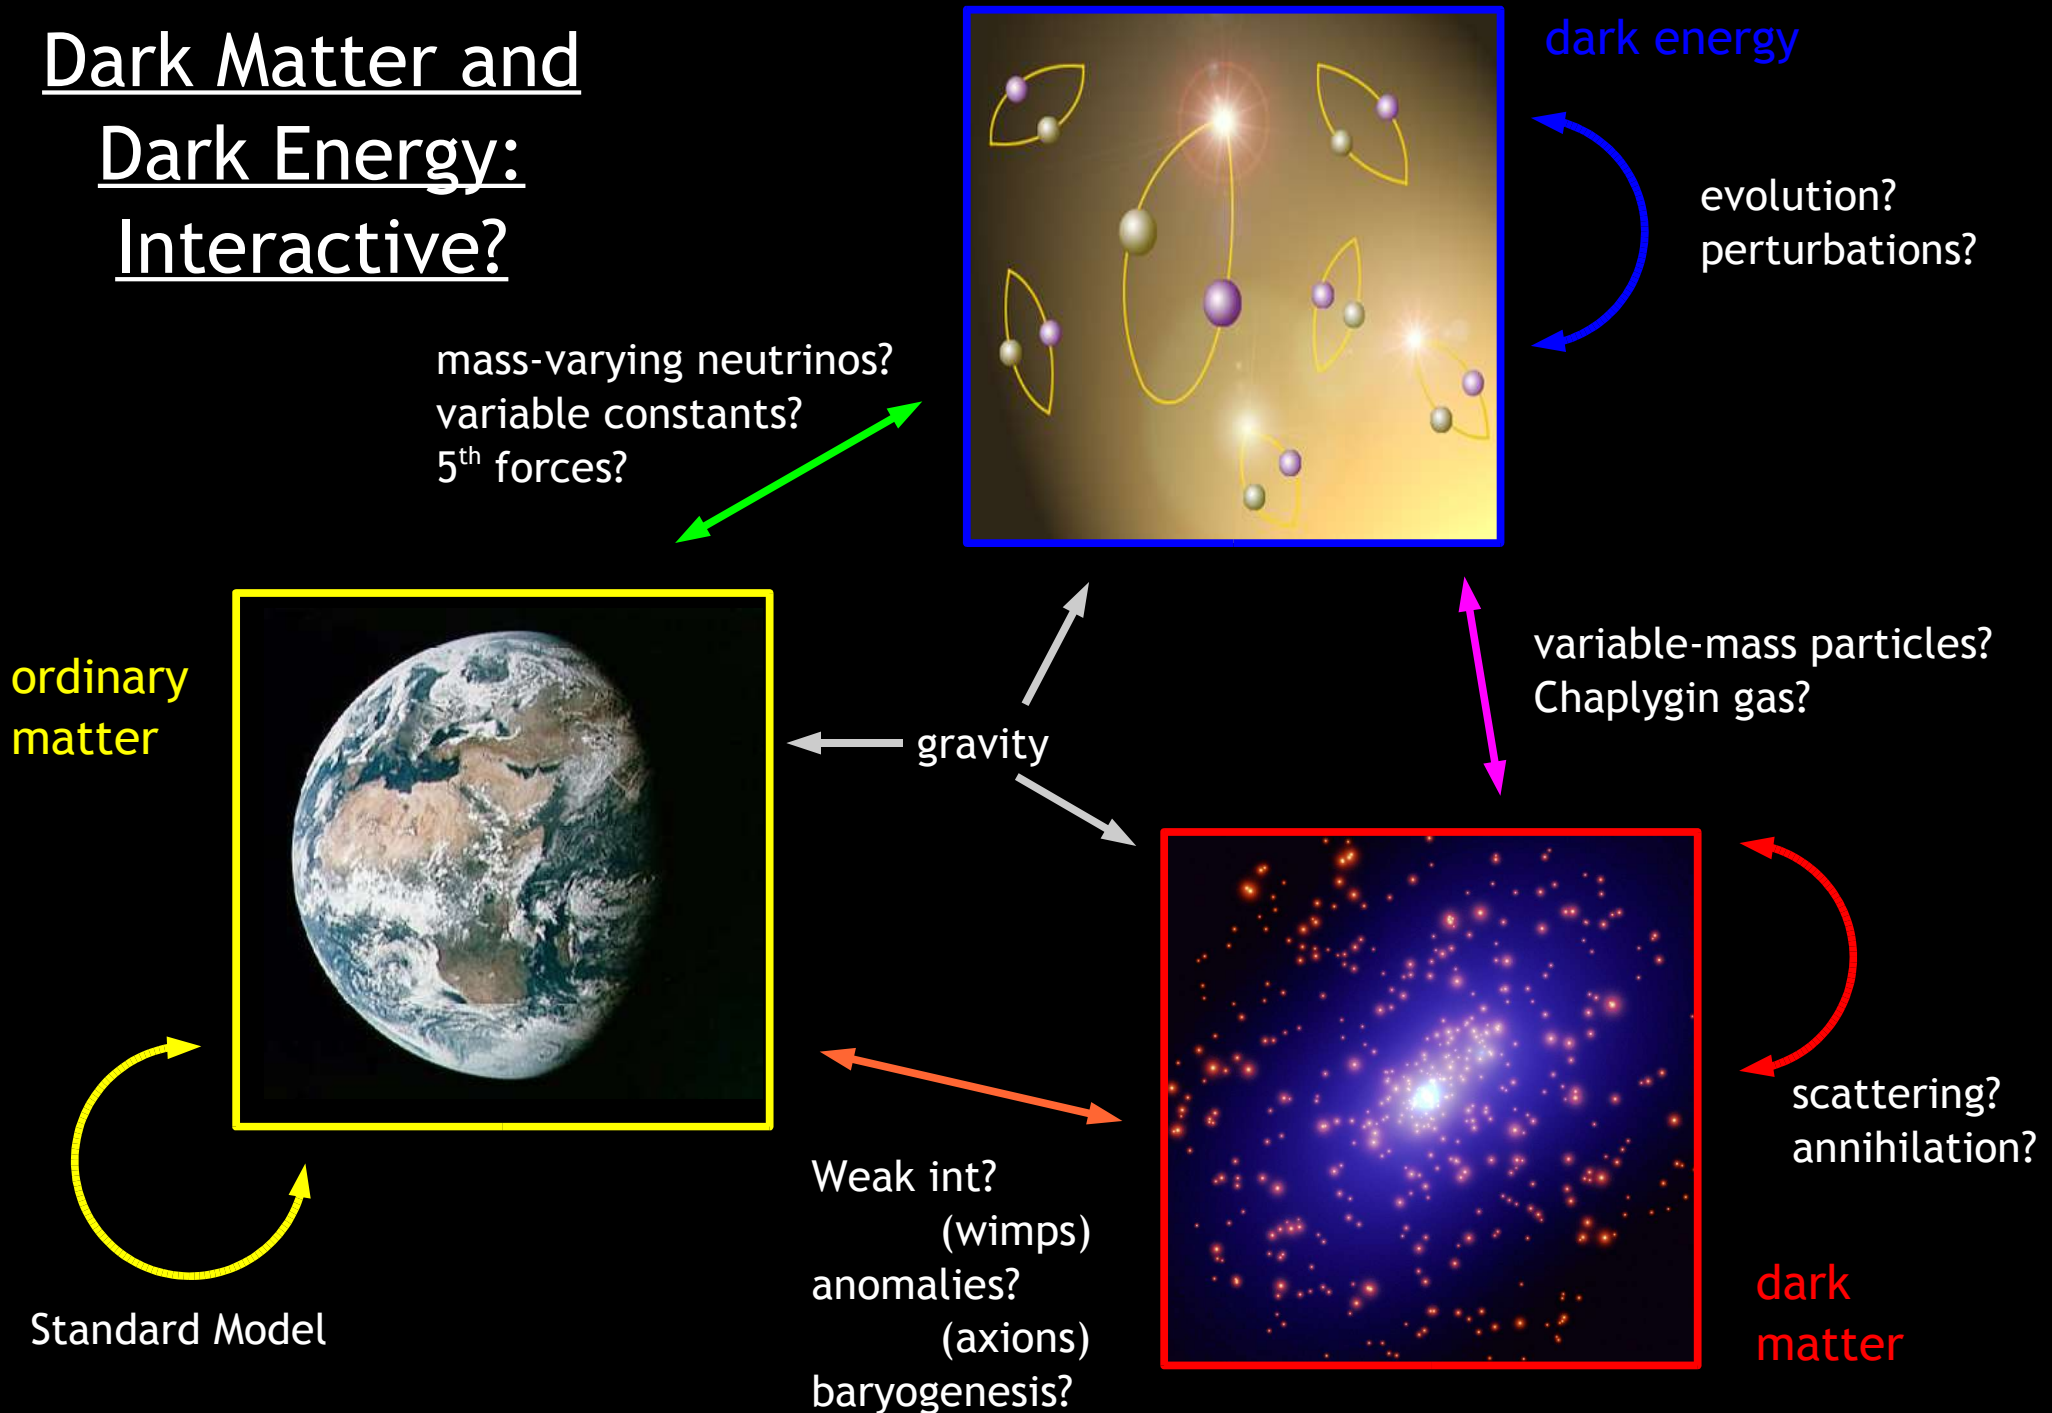 Dark Matter and
Dark Energy:
Interactive?
dark energy
evolution?
perturbations?
mass-varying neutrinos?
variable constants?
5th forces?
ordinary
matter
gravity
variable-mass particles?
Chaplygin gas?
scattering?
annihilation?
Weak int?
(wimps)
anomalies?
(axions)
baryogenesis?
Standard Model
dark
matter